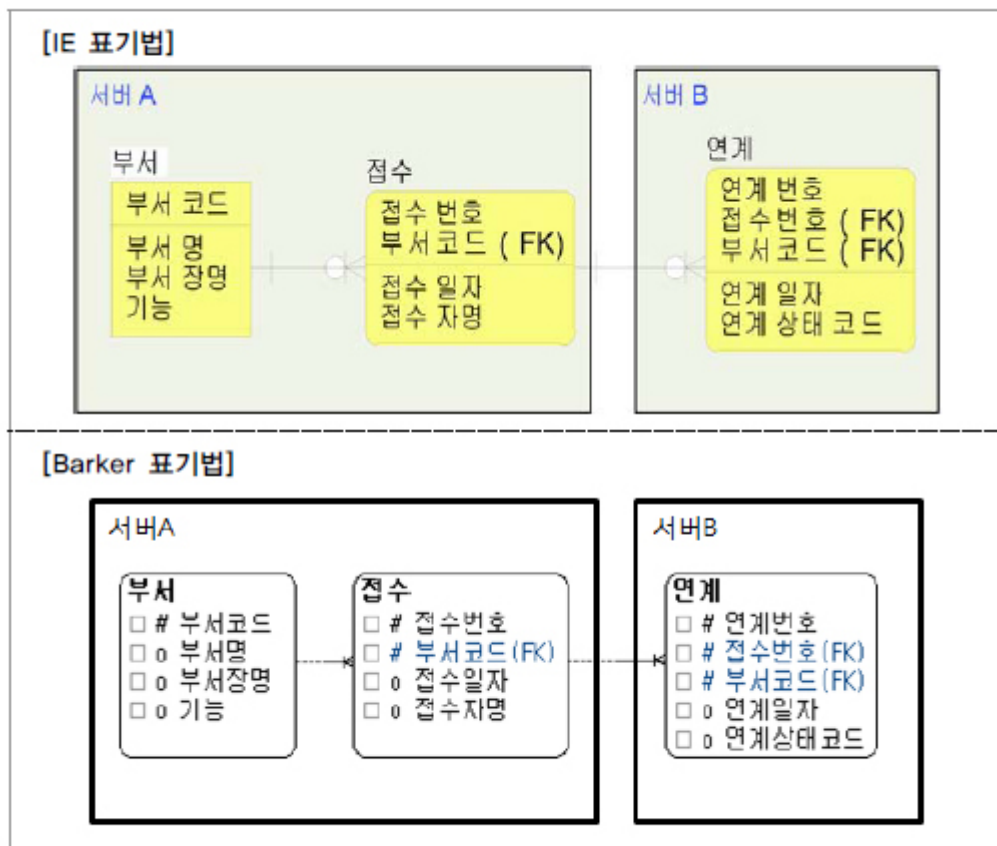 [IE 표기법]
서버 A
부서
부서 코드
부서 명
부서 장명
기능
접수
접수 번호
부서코드 ( FK)
접수 일자
접수 자명
서버 B
연계
연계 번호
접수번호 ( FK)
부서코드 ( FK)
연계 일자
연계 상태 코드
[Barker 표기법]
서버A
부서
# 부서코드
o 부서명
o 부서장명
o 기능
접수
# 접수번호
# 부서코드(FK)
o 접수일자
o 접수자명
서버B
연계
# 연계번호
# 접수번호(FK)
# 부서코드(FK)
o 연계일자
o 연계상태코드